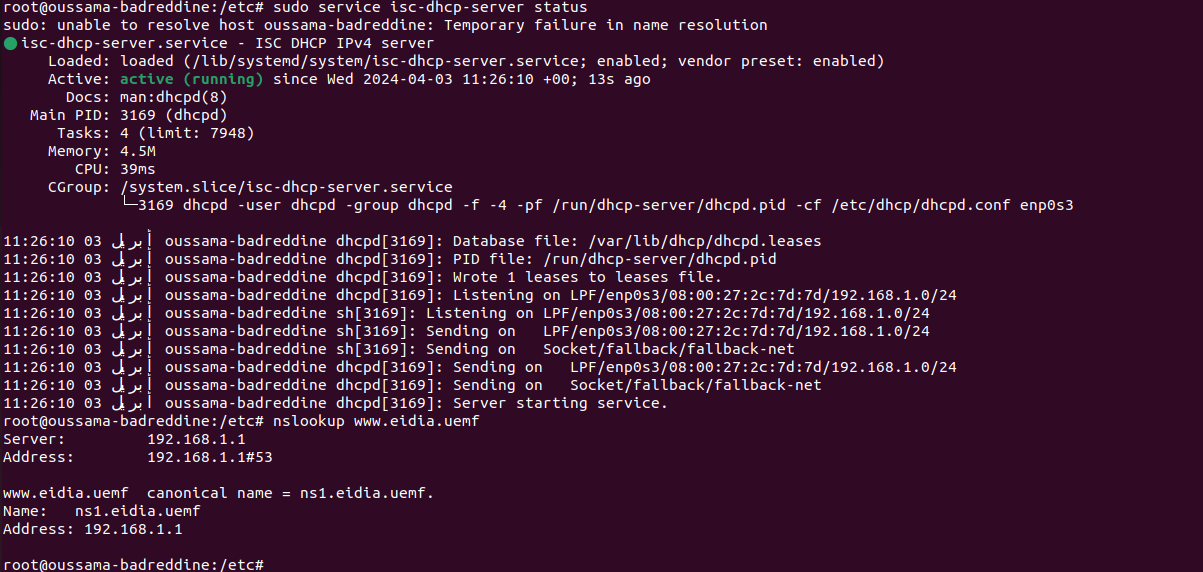 root@oussama-badreddine:/etc# sudo service isc-dhcp-server status
sudo: unable to resolve host oussama-badreddine: Temporary failure in name resolution
isc-dhcp-server.service - ISC DHCP IPv4 server
Loaded: loaded (/lib/systemd/system/isc-dhcp-server.service; enabled; vendor preset: enabled)
Active: active (running) since Wed 2024-04-03 11:26:10 +00; 13s ago
Docs: man:dhcpd(8)
Main PID: 3169 (dhcpd)
Tasks: 4 (limit: 7948)
Memory: 4.5M
CPU: 39ms
CGroup: /system.slice/isc-dhcp-server.service
└─3169 dhcpd -user dhcpd -group dhcpd -f -4 -pf /run/dhcp-server/dhcpd.pid -cf /etc/dhcp/dhcpd.conf enp0s3
11:26:10 03 أبريل oussama-badreddine dhcpd[3169]: Database file: /var/lib/dhcp/dhcpd.leases
11:26:10 03 أبريل oussama-badreddine dhcpd[3169]: PID file: /run/dhcp-server/dhcpd.pid
11:26:10 03 أبريل oussama-badreddine dhcpd[3169]: Wrote 1 leases to leases file.
11:26:10 03 أبريل oussama-badreddine dhcpd[3169]: Listening on LPF/enp0s3/08:00:27:2c:7d:7d/192.168.1.0/24
11:26:10 03 أبريل oussama-badreddine sh[3169]: Listening on LPF/enp0s3/08:00:27:2c:7d:7d/192.168.1.0/24
11:26:10 03 أبريل oussama-badreddine sh[3169]: Sending on   LPF/enp0s3/08:00:27:2c:7d:7d/192.168.1.0/24
11:26:10 03 أبريل oussama-badreddine sh[3169]: Sending on   Socket/fallback/fallback-net
11:26:10 03 أبريل oussama-badreddine dhcpd[3169]: Sending on   LPF/enp0s3/08:00:27:2c:7d:7d/192.168.1.0/24
11:26:10 03 أبريل oussama-badreddine dhcpd[3169]: Sending on   Socket/fallback/fallback-net
11:26:10 03 أبريل oussama-badreddine dhcpd[3169]: Server starting service.
root@oussama-badreddine:/etc# nslookup www.eidia.uemf
Server:         192.168.1.1
Address:        192.168.1.1#53
www.eidia.uemf  canonical name = ns1.eidia.uemf.
Name:   ns1.eidia.uemf
Address: 192.168.1.1
root@oussama-badreddine:/etc#